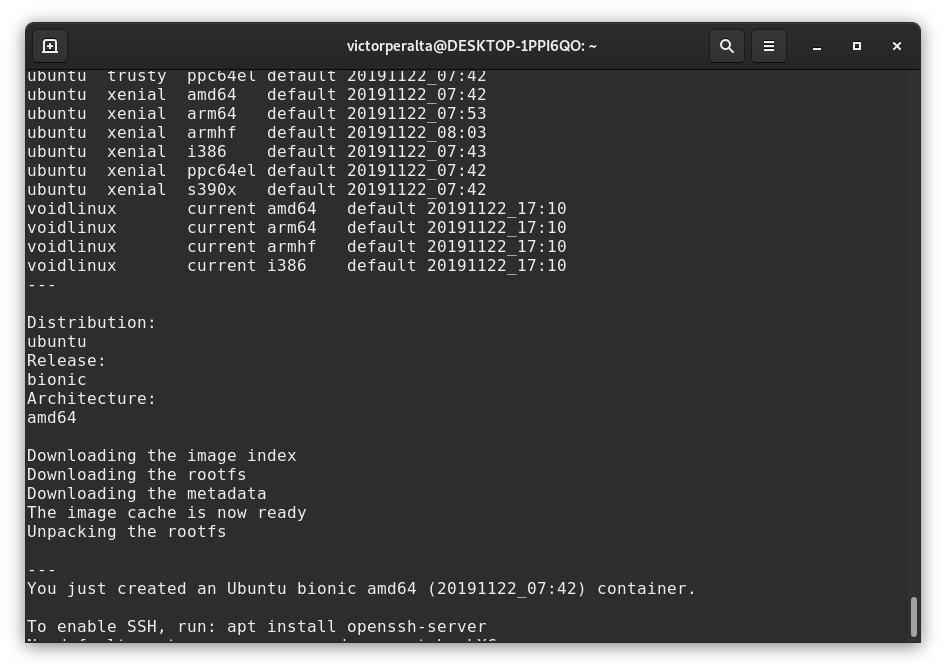 victorperalta@DESKTOP-1PPI6QO: ~
ubuntu  trusty  ppc64el default 20191122_07:42
ubuntu  xenial  amd64   default 20191122_07:42
ubuntu  xenial  arm64   default 20191122_07:53
ubuntu  xenial  armhf   default 20191122_08:03
ubuntu  xenial  i386    default 20191122_07:43
ubuntu  xenial  ppc64el default 20191122_07:42
ubuntu  xenial  s390x   default 20191122_07:42
voidlinux       current amd64   default 20191122_17:10
voidlinux       current arm64   default 20191122_17:10
voidlinux       current armhf   default 20191122_17:10
voidlinux       current i386    default 20191122_17:10
---
Distribution:
ubuntu
Release:
bionic
Architecture:
amd64
Downloading the image index
Downloading the rootfs
Downloading the metadata
The image cache is now ready
Unpacking the rootfs
---
You just created an Ubuntu bionic amd64 (20191122_07:42) container.
To enable SSH, run: apt install openssh-server